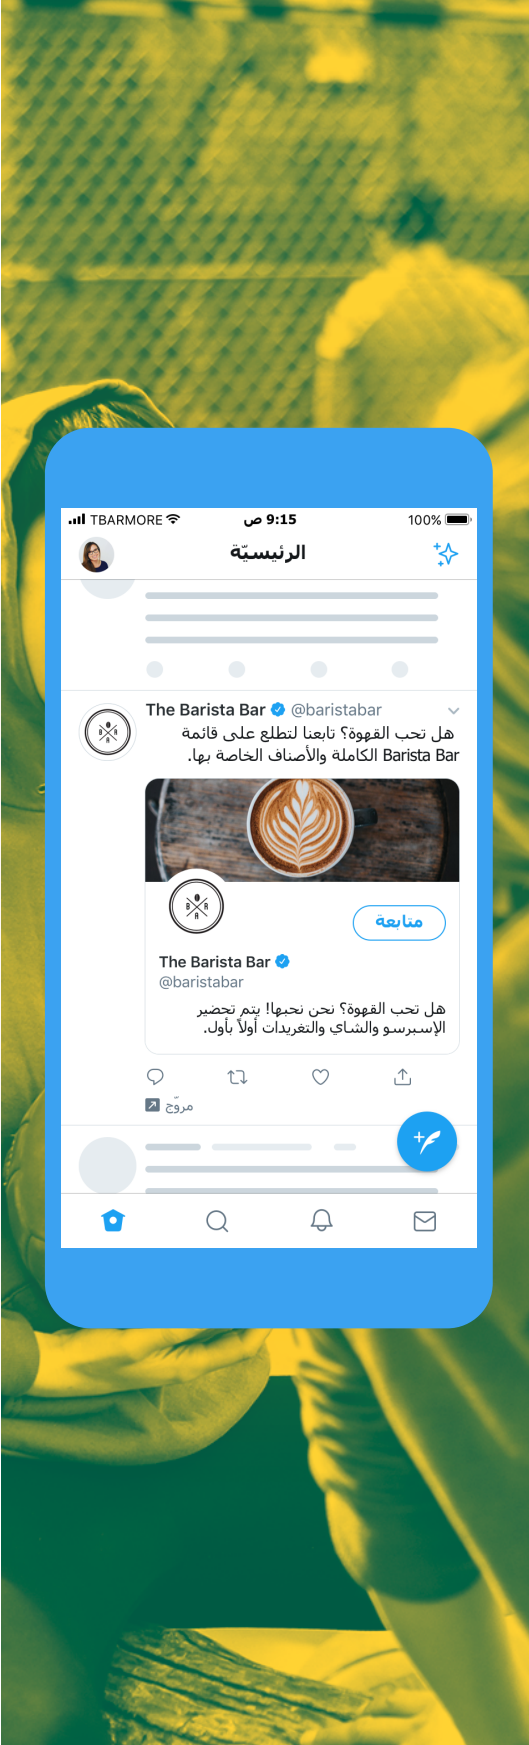 TBARMORE
9:15 ص
100%
الرئيسيّة
The Barista Bar @baristabar
هل تحب القهوة؟ تابعنا لتطلع على قائمة
Barista Bar الكاملة والأصناف الخاصة بها.
B A R
متابعة
The Barista Bar
@baristabar
هل تحب القهوة؟ نحن نحبها! يتم تحضير
الإسبرسو والشاي والتغريدات أولاً بأول.
مروّج